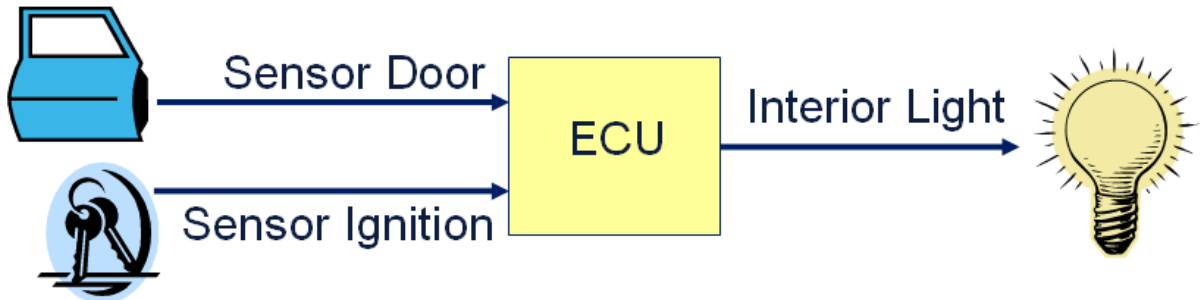 Sensor Door
ECU
Interior Light
Sensor Ignition